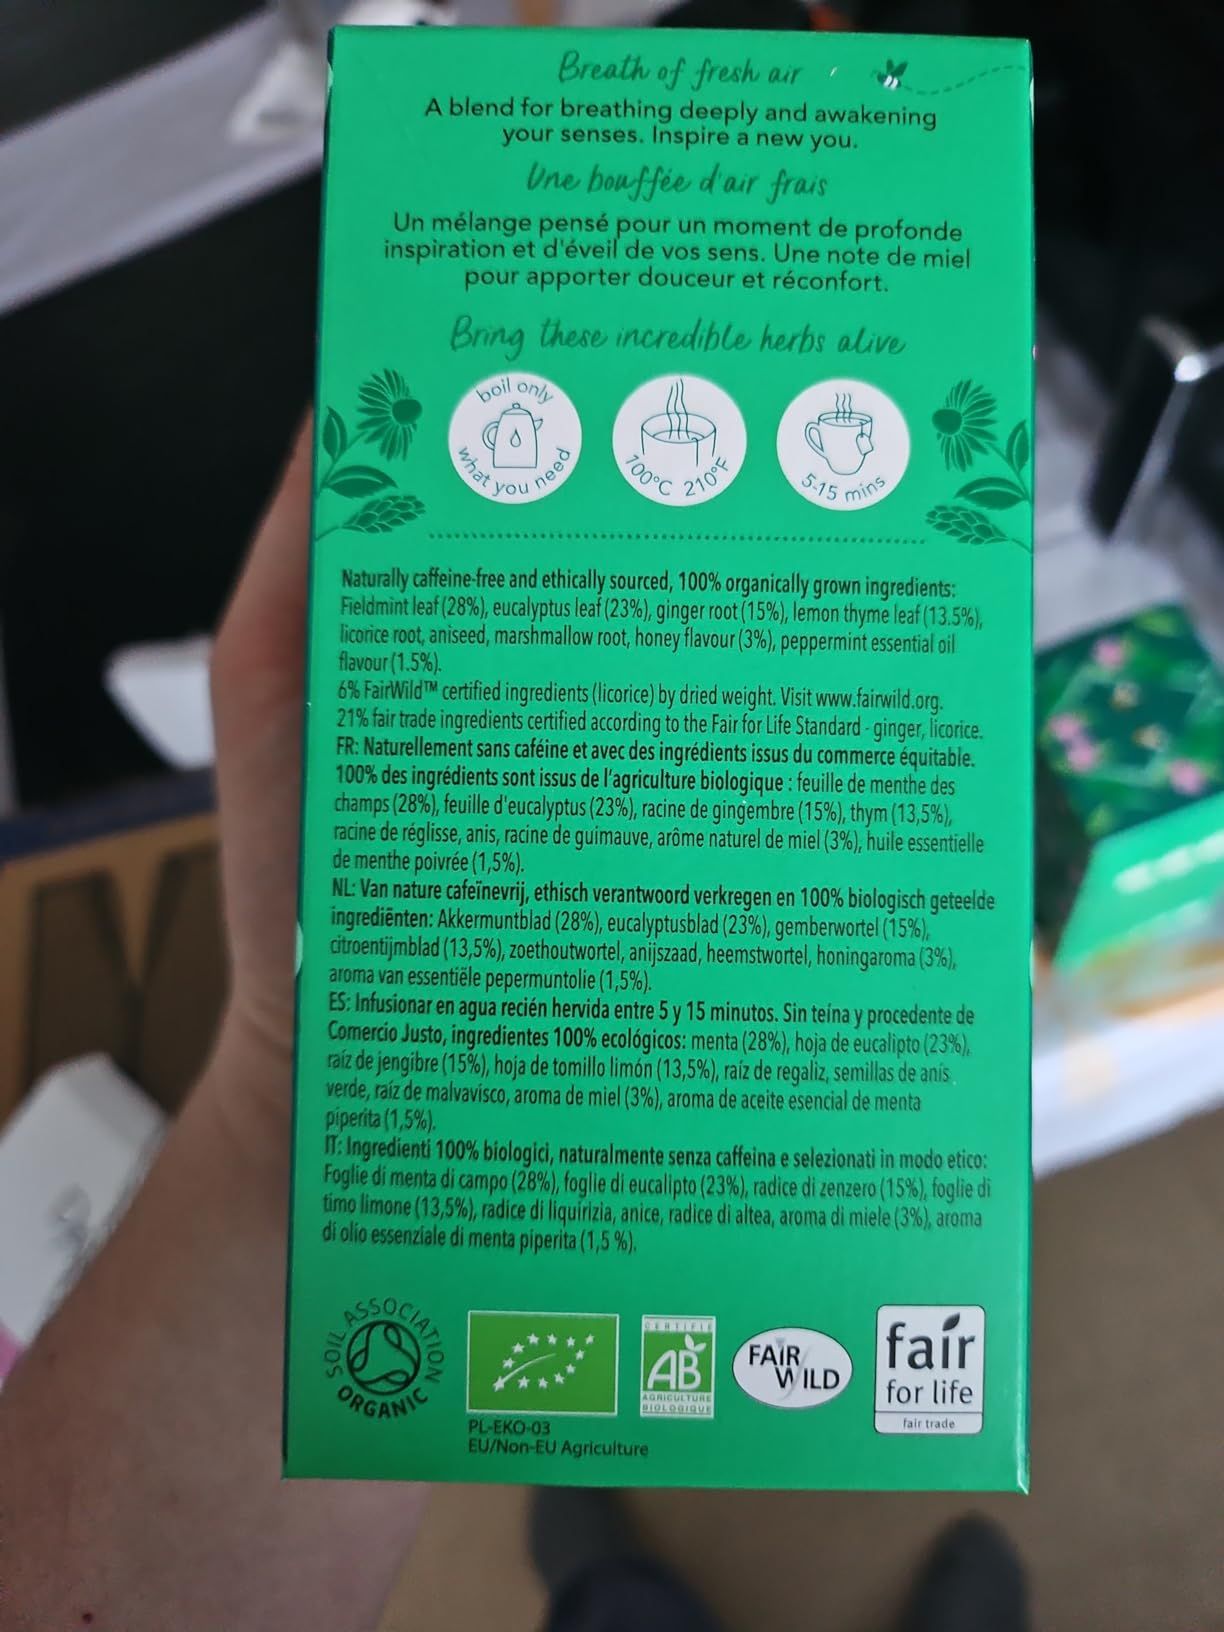 Breath of fresh air
A blend for breathing deeply and awakening
your senses. Inspire a new you.
Une bouffée d'air frais
Un mélange pensé pour un moment de profonde
inspiration et d'éveil de vos sens. Une note de miel
pour apporter douceur et réconfort.
Bring these incredible herbs alive
boil only
what you need
100°C 210°F
5-15 mins
Naturally caffeine-free and ethically sourced, 100% organically grown ingredients:
Fieldmint leaf (28%), eucalyptus leaf (23%), ginger root (15%), lemon thyme leaf (13.5%),
licorice root, aniseed, marshmallow root, honey flavour (3%), peppermint essential oil
flavour (1.5%).
6% FairWild™ certified ingredients (licorice) by dried weight. Visit www.fairwild.org.
21% fair trade ingredients certified according to the Fair for Life Standard - ginger, licorice.
FR: Naturellement sans caféine et avec des ingrédients issus du commerce équitable.
100% des ingrédients sont issus de l'agriculture biologique : feuille de menthe des
champs (28%), feuille d'eucalyptus (23%), racine de gingembre (15%), thym (13,5%),
racine de réglisse, anis, racine de guimauve, arôme naturel de miel (3%), huile essentielle
de menthe poivrée (1,5%).
NL: Van nature cafeïnevrij, ethisch verantwoord verkregen en 100% biologisch geteelde
ingrediënten: Akkermuntblad (28%), eucalyptusblad (23%), gemberwortel (15%),
citroentijmblad (13,5%), zoethoutwortel, anijszaad, heemstwortel, honingaroma (3%),
aroma van essentiële pepermuntolie (1,5%).
ES: Infusionar en agua recién hervida entre 5 y 15 minutos. Sin teína y procedente de
Comercio Justo, ingredientes 100% ecológicos: menta (28%), hoja de eucalipto (23%),
raíz de jengibre (15%), hoja de tomillo limón (13,5%), raíz de regaliz, semillas de anís
verde, raíz de malvavisco, aroma de miel (3%), aroma de aceite esencial de menta
piperita (1,5%).
IT: Ingredienti 100% biologici, naturalmente senza caffeina e selezionati in modo etico:
Foglie di menta di campo (28%), foglie di eucalipto (23%), radice di zenzero (15%), foglie di
timo limone (13,5%), radice di liquirizia, anice, radice di altea, aroma di miele (3%), aroma
di olio essenziale di menta piperita (1,5 %).
SOIL ASSOCIATION
ORGANIC
CERTIFIÉ
AB
AGRICULTURE
BIOLOGIQUE
FAIR
WILD
fair
for life
fair trade
PL-EKO-03
EU/Non-EU Agriculture